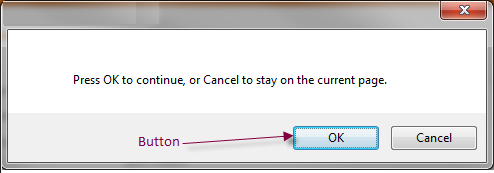 Press OK to continue, or Cancel to stay on the current page.
Button
OK
Cancel